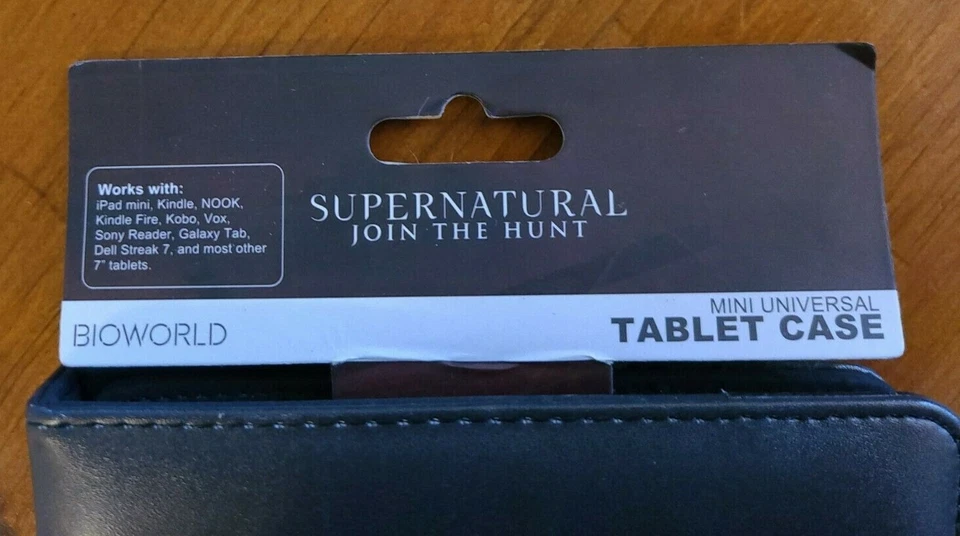 Works with:
iPad mini, Kindle, NOOK,
Kindle Fire, Kobo, Vox,
Sony Reader, Galaxy Tab,
Dell Streak 7, and most other
7" tablets.
SUPERNATURAL
JOIN THE HUNT
BIOWORLD
MINI UNIVERSAL
TABLET CASE